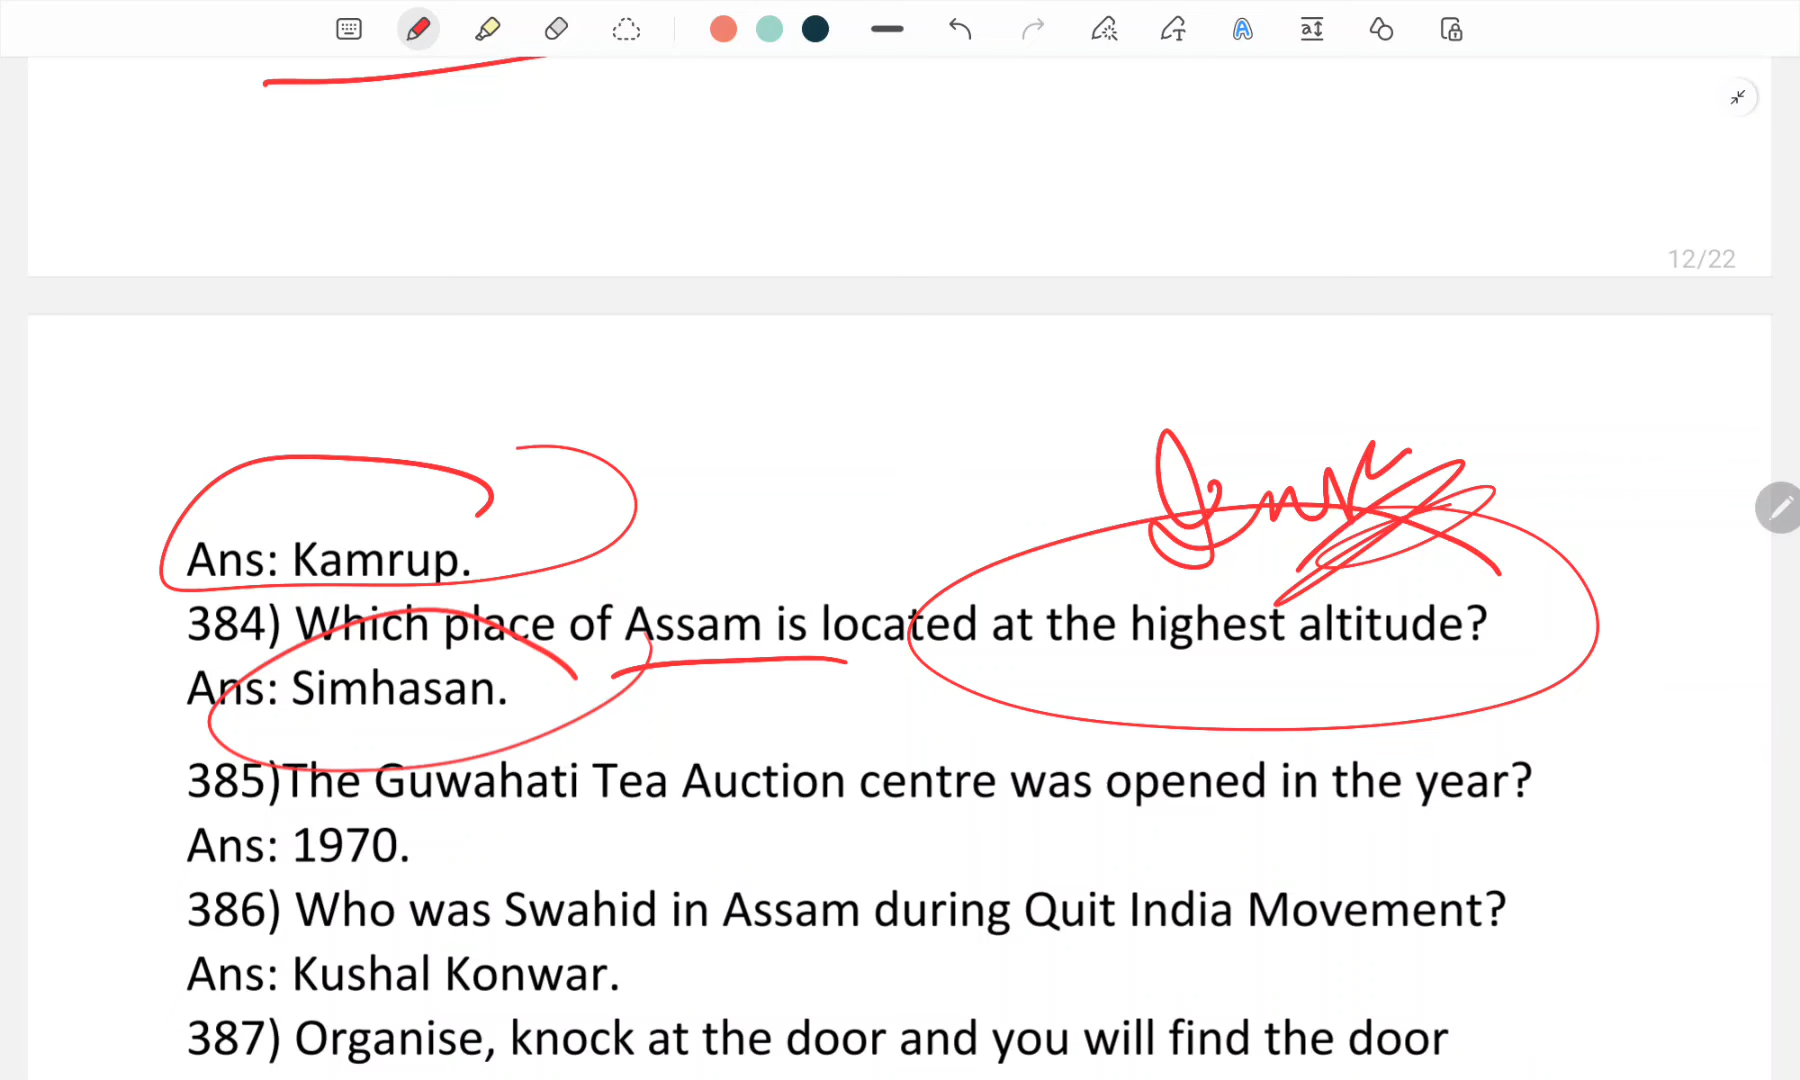 12/22
Ans: Kamrup.
384) Which place of Assam is located at the highest altitude?
Ans: Simhasan.
385)The Guwahati Tea Auction centre was opened in the year?
Ans: 1970.
386) Who was Swahid in Assam during Quit India Movement?
Ans: Kushal Konwar.
387) Organise, knock at the door and you will find the door